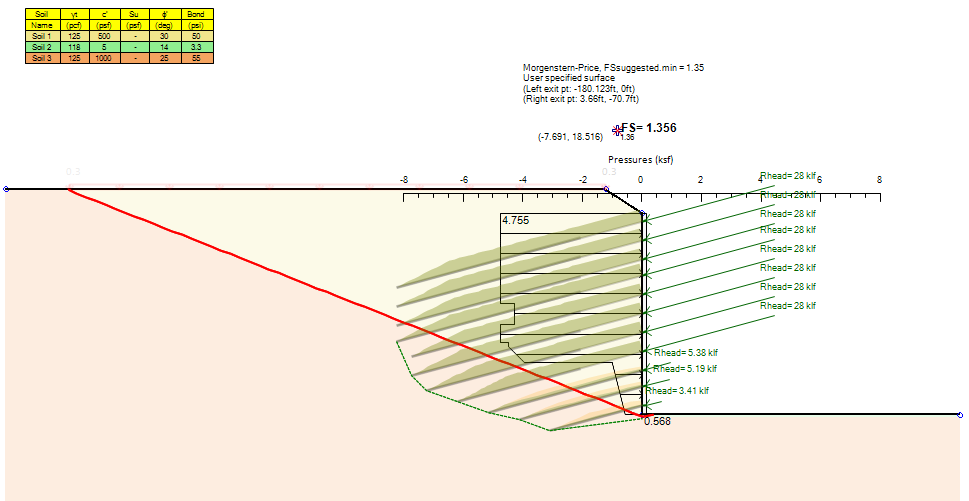 Soil γt c' Su ϕ' Bond
Name (pcf) (psf) (psf) (deg) (psi)
Soil 1 125 500 - 30 50
Soil 2 118 5 - 14 3.3
Soil 3 125 1000 - 25 55
Morgenstern-Price, FSsuggested.min = 1.35
User specified surface
(Left exit pt: -180.123ft, 0ft)
(Right exit pt: 3.66ft, -70.7ft)
FS= 1.356
(-7.691, 18.516)
1.36
Pressures (ksf)
0.3
0.3
-8 -6 -4 -2 0 2 4 6 8
Rhead= 28 klf
Rhead= 28 klf
Rhead= 28 klf
4.755
Rhead= 28 klf
Rhead= 28 klf
Rhead= 28 klf
Rhead= 28 klf
Rhead= 28 klf
Rhead= 5.38 klf
Rhead= 5.19 klf
Rhead= 3.41 klf
0.568